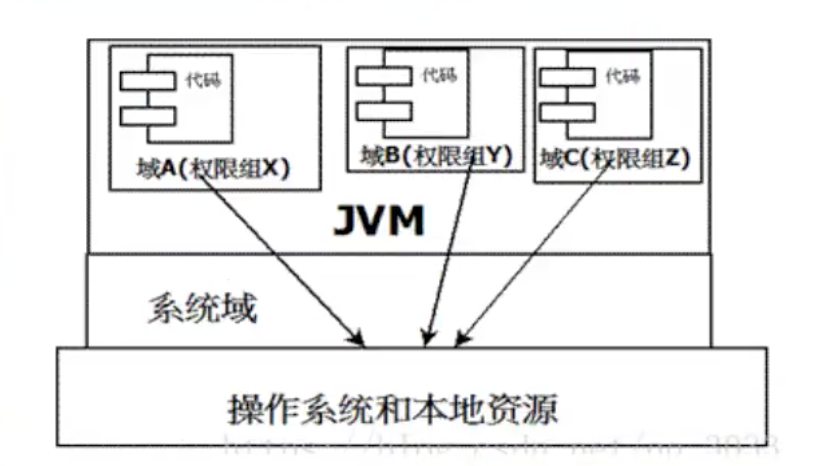 代码
代码
代码
域A(权限组X)
域B(权限组Y)
域C(权限组Z)
JVM
系统域
操作系统和本地资源